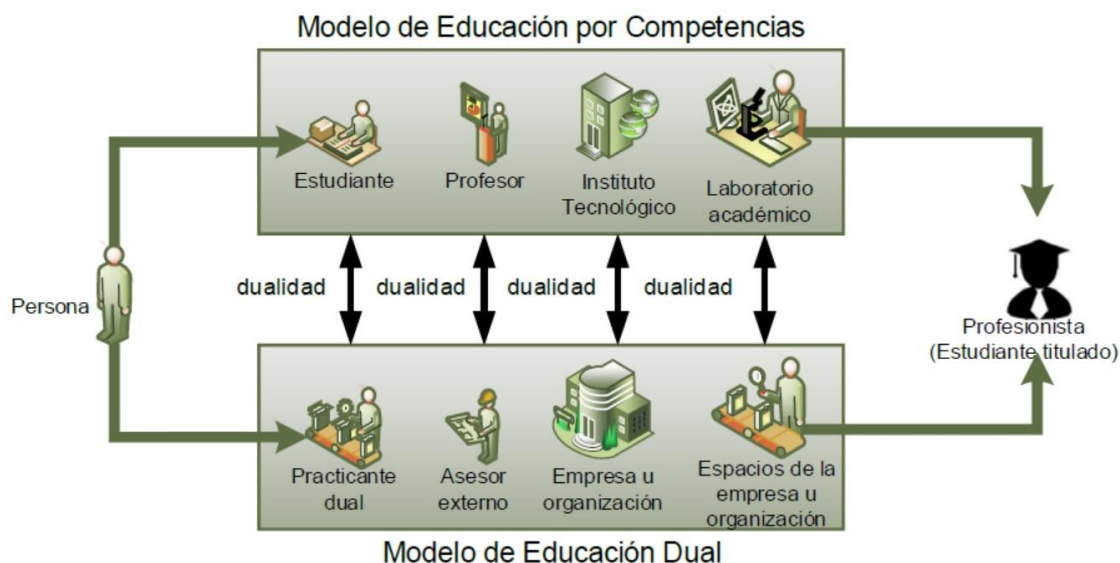 Modelo de Educación por Competencias
Estudiante
Profesor
Instituto
Tecnológico
Laboratorio
académico
dualidad
dualidad
dualidad
dualidad
Persona
Profesionista
(Estudiante titulado)
Practicante
dual
Asesor
externo
Empresa u
organización
Espacios de la
empresa u
organización
Modelo de Educación Dual